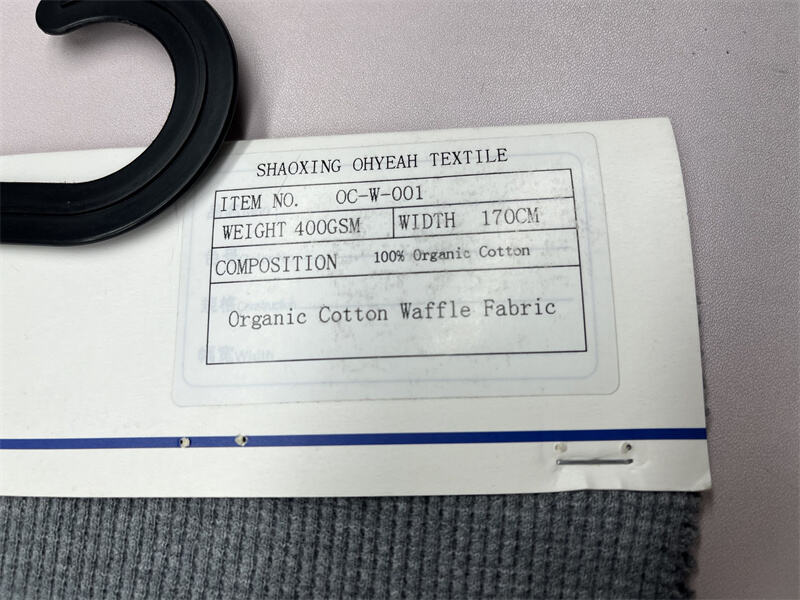 SHAOXING OHYEAH TEXTILE
ITEM NO. OC-W-001
WEIGHT 400GSM WIDTH 170CM
COMPOSITION 100% Organic Cotton
Organic Cotton Waffle Fabric